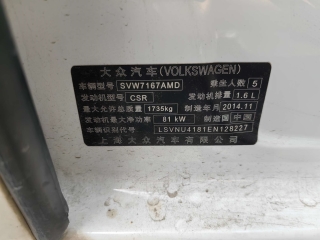 大众汽车(VOLKSWAGEN)
车辆型号 SVW7167AMD 乘坐人数 5
发动机型号 CSR 发动机排量 1.6 L
最大允许总质量 1735kg 制造年月 2014.11
发动机额定功率 81 kW 制造国 中国
车辆识别代号 LSVNU4181EN128227
上海大众汽车有限公司